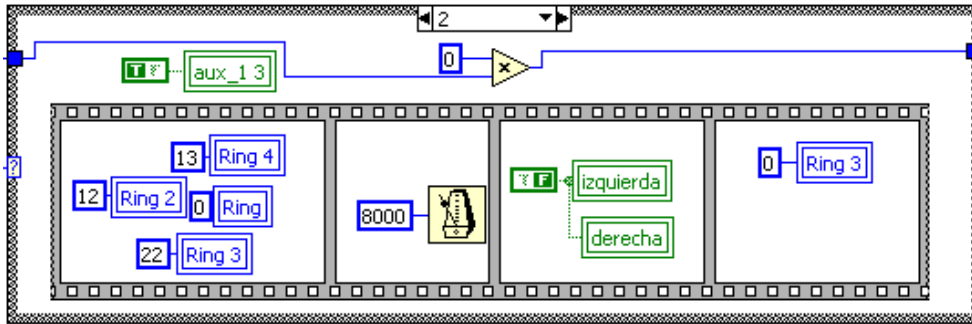 2
0
×
T F
aux_1 3
?
13 Ring 4
12 Ring 2
0 Ring
22 Ring 3
8000
F
izquierda
derecha
0 Ring 3